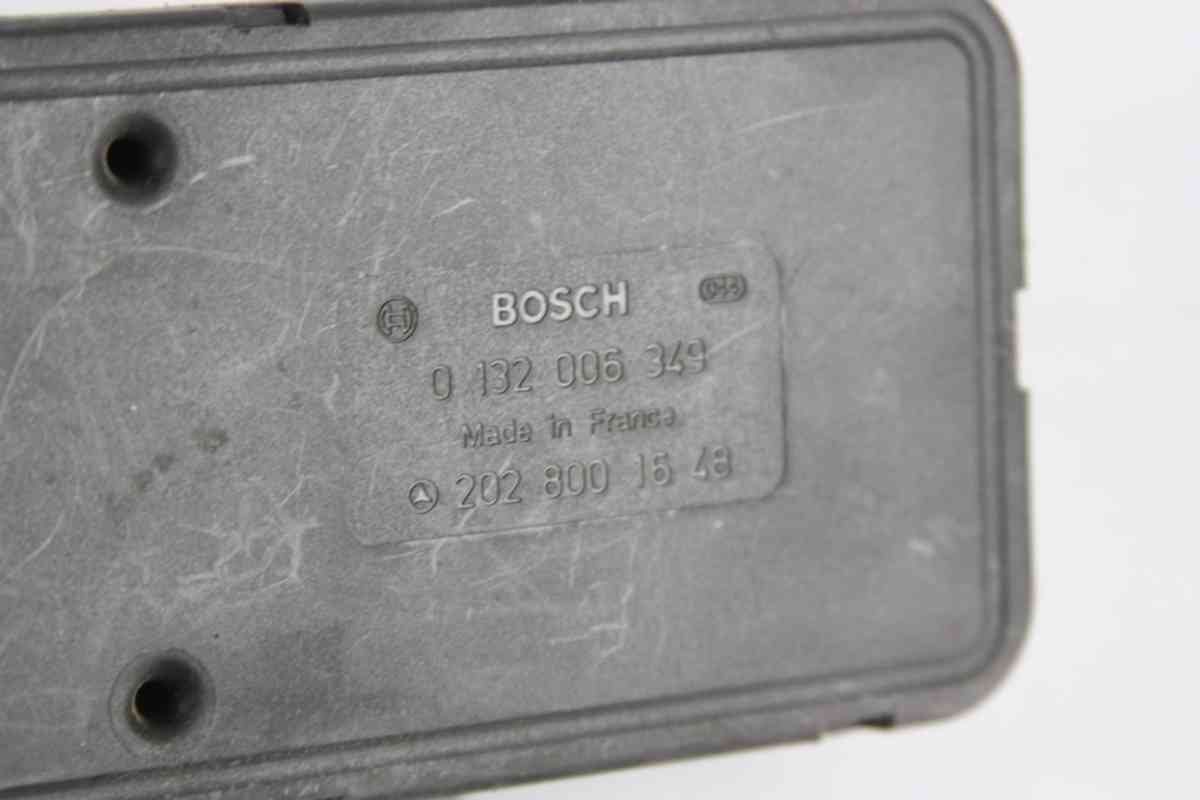 BOSCH
0 132 006 349
Made in France
202 800 16 48